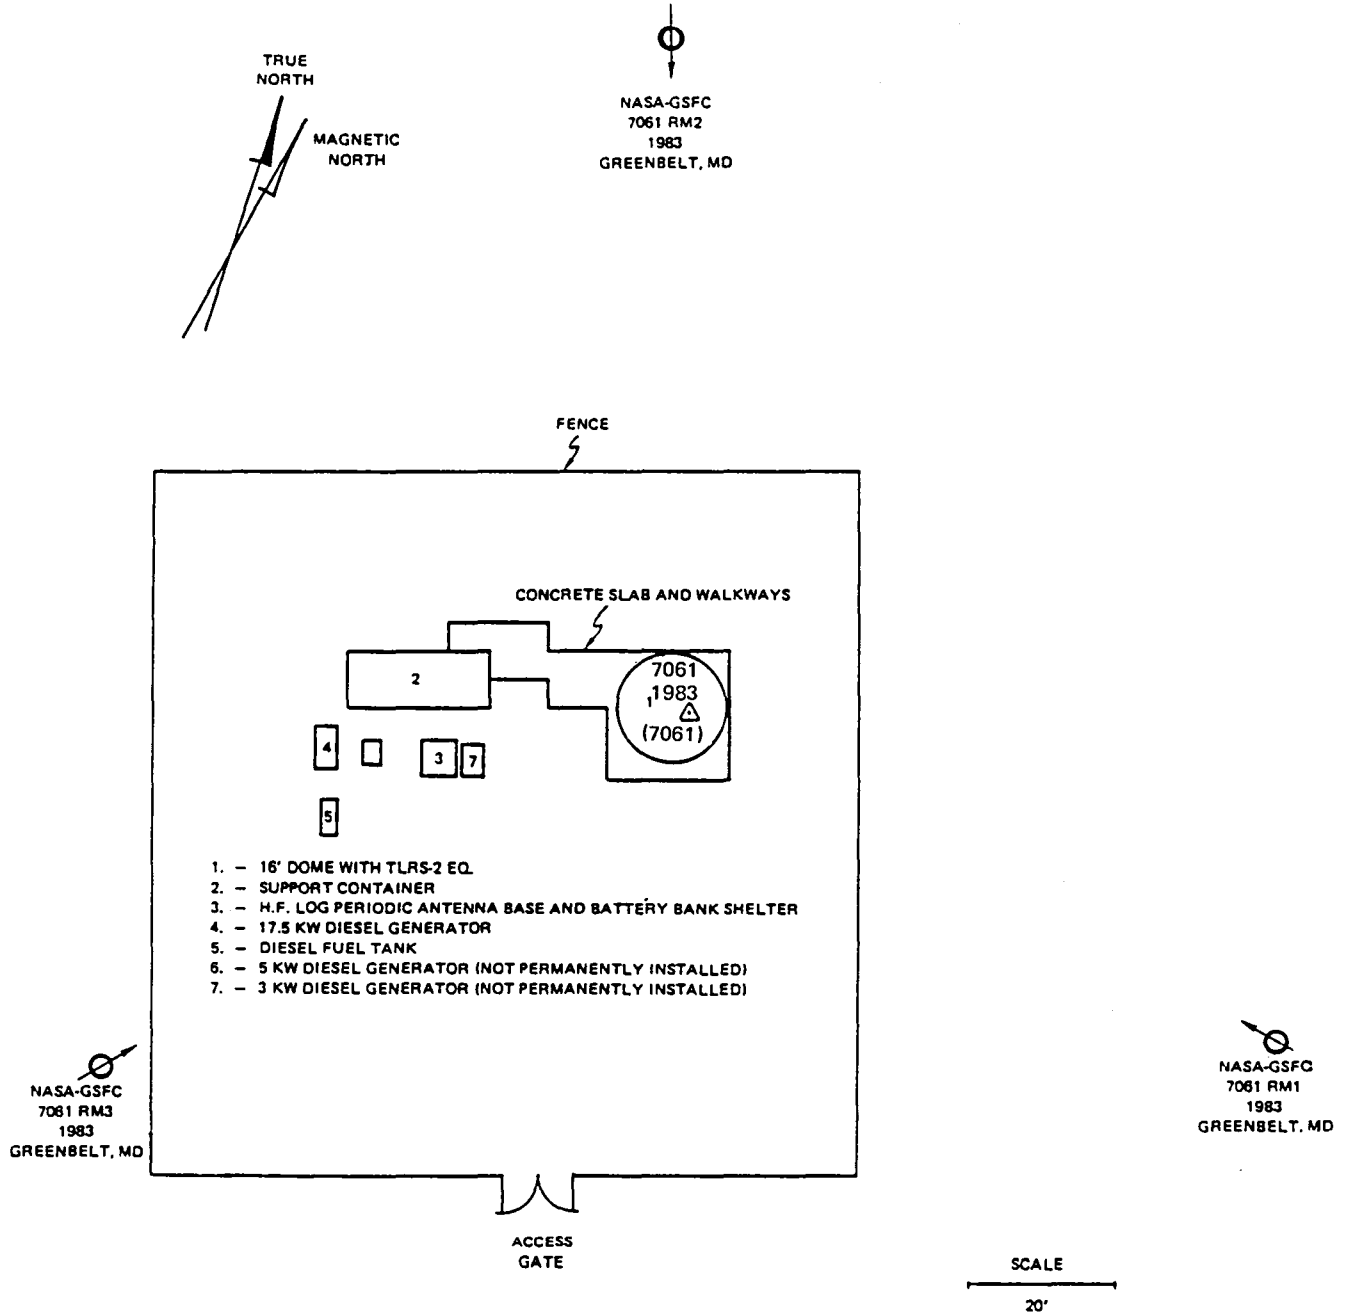 TRUE
NORTH
MAGNETIC
NORTH
NASA-GSFC
7061 RM2
1983
GREENBELT, MD
FENCE
CONCRETE SLAB AND WALKWAYS
2
7061
1983
1
(7061)
4
3
7
5
1. – 16' DOME WITH TLRS-2 EQ.
2. – SUPPORT CONTAINER
3. – H.F. LOG PERIODIC ANTENNA BASE AND BATTERY BANK SHELTER
4. – 17.5 KW DIESEL GENERATOR
5. – DIESEL FUEL TANK
6. – 5 KW DIESEL GENERATOR (NOT PERMANENTLY INSTALLED)
7. – 3 KW DIESEL GENERATOR (NOT PERMANENTLY INSTALLED)
NASA-GSFC
7061 RM3
1983
GREENBELT, MD
NASA-GSFC
7061 RM1
1983
GREENBELT, MD
ACCESS
GATE
SCALE
20'